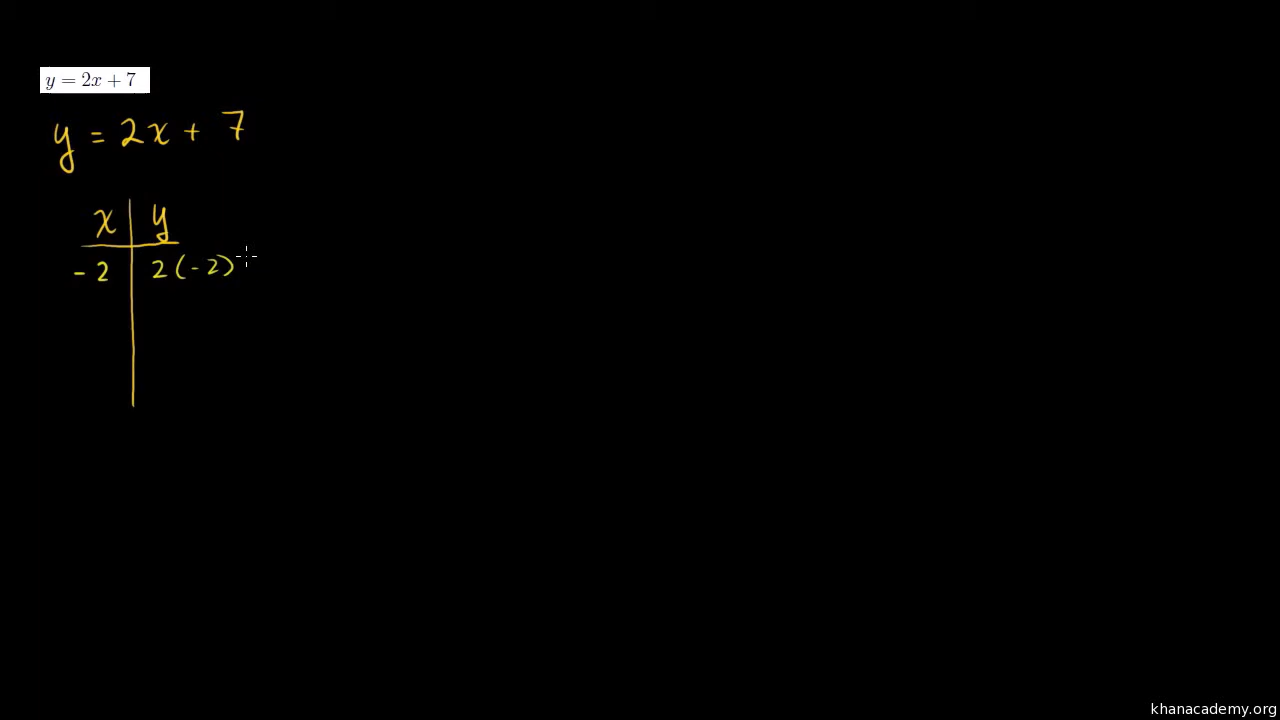 y = 2x + 7
y = 2x + 7
x y
-2 2(-2)
khanacademy.org